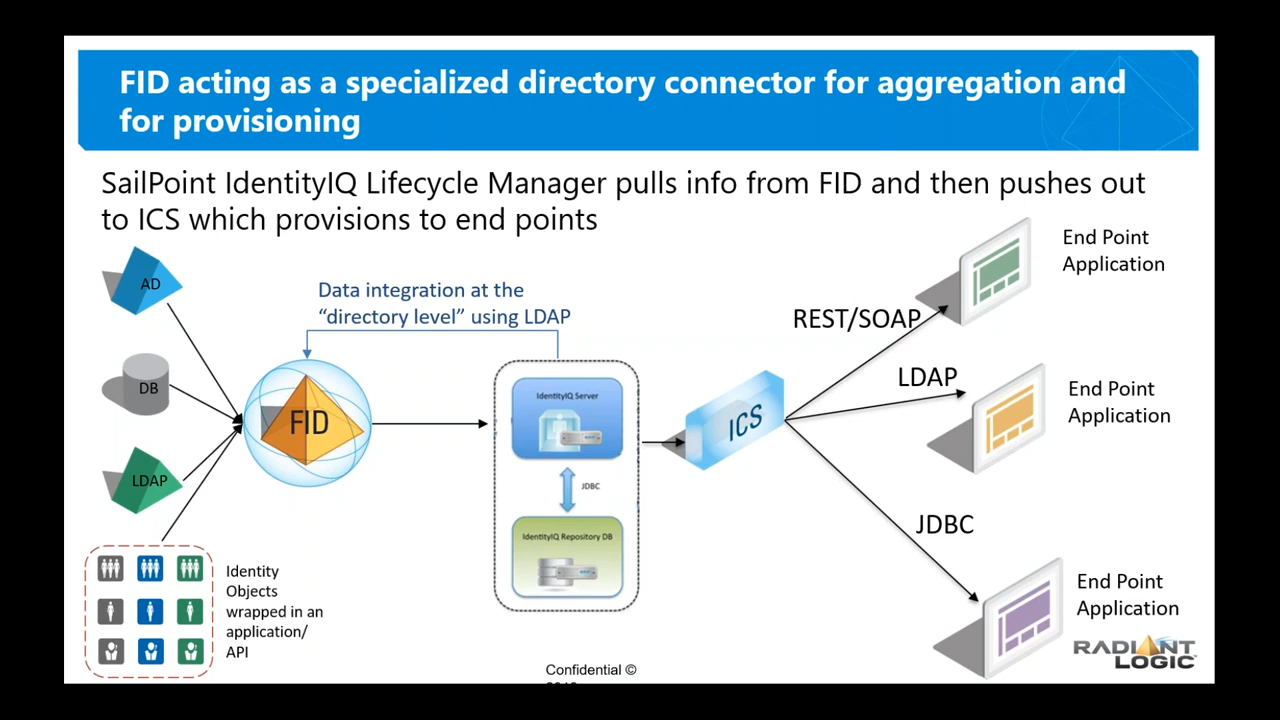 FID acting as a specialized directory connector for aggregation and
for provisioning
SailPoint IdentityIQ Lifecycle Manager pulls info from FID and then pushes out
to ICS which provisions to end points
AD
DB
LDAP
Identity
Objects
wrapped in an
application/
API
Data integration at the
“directory level” using LDAP
FID
IdentityIQ Server
JDBC
IdentityIQ Repository DB
ICS
REST/SOAP
LDAP
JDBC
End Point
Application
End Point
Application
End Point
Application
RADIANT
LOGIC
Confidential ©